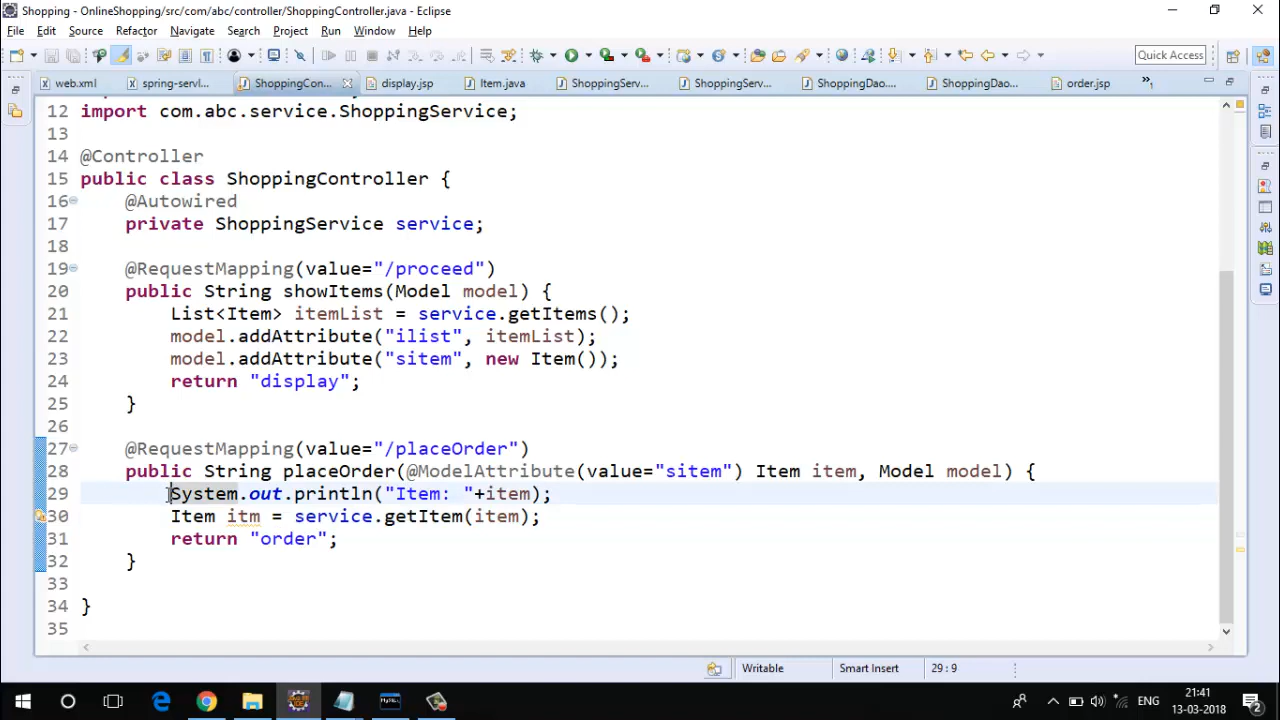 Shopping - OnlineShopping/src/com/abc/controller/ShoppingController.java - Eclipse
File Edit Source Refactor Navigate Search Project Run Window Help
Quick Access
web.xml spring-servl... ShoppingCon... display.jsp Item.java ShoppingServ... ShoppingServ... ShoppingDao.... ShoppingDao... order.jsp »1
12 import com.abc.service.ShoppingService;
13
14 @Controller
15 public class ShoppingController {
16 @Autowired
17 private ShoppingService service;
18
19 @RequestMapping(value="/proceed")
20 public String showItems(Model model) {
21 List<Item> itemList = service.getItems();
22 model.addAttribute("ilist", itemList);
23 model.addAttribute("sitem", new Item());
24 return "display";
25 }
26
27 @RequestMapping(value="/placeOrder")
28 public String placeOrder(@ModelAttribute(value="sitem") Item item, Model model) {
29 System.out.println("Item: "+item);
30 Item itm = service.getItem(item);
31 return "order";
32 }
33
34 }
35
Writable Smart Insert 29 : 9
ENG 21:41
13-03-2018 2